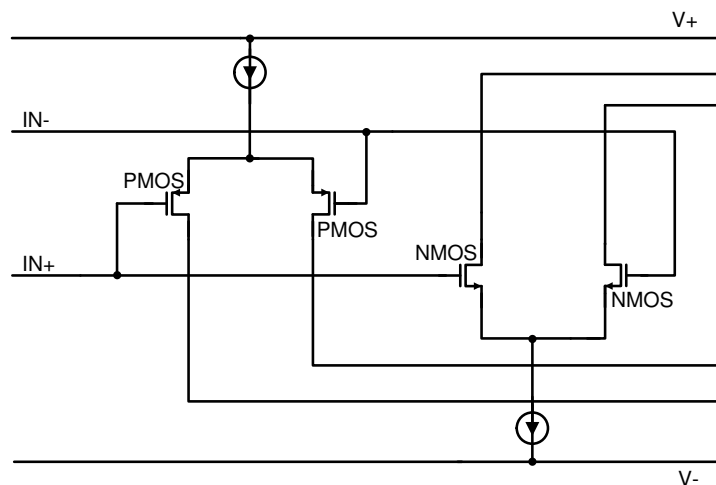 V+
IN-
PMOS
PMOS
NMOS
IN+
NMOS
V-